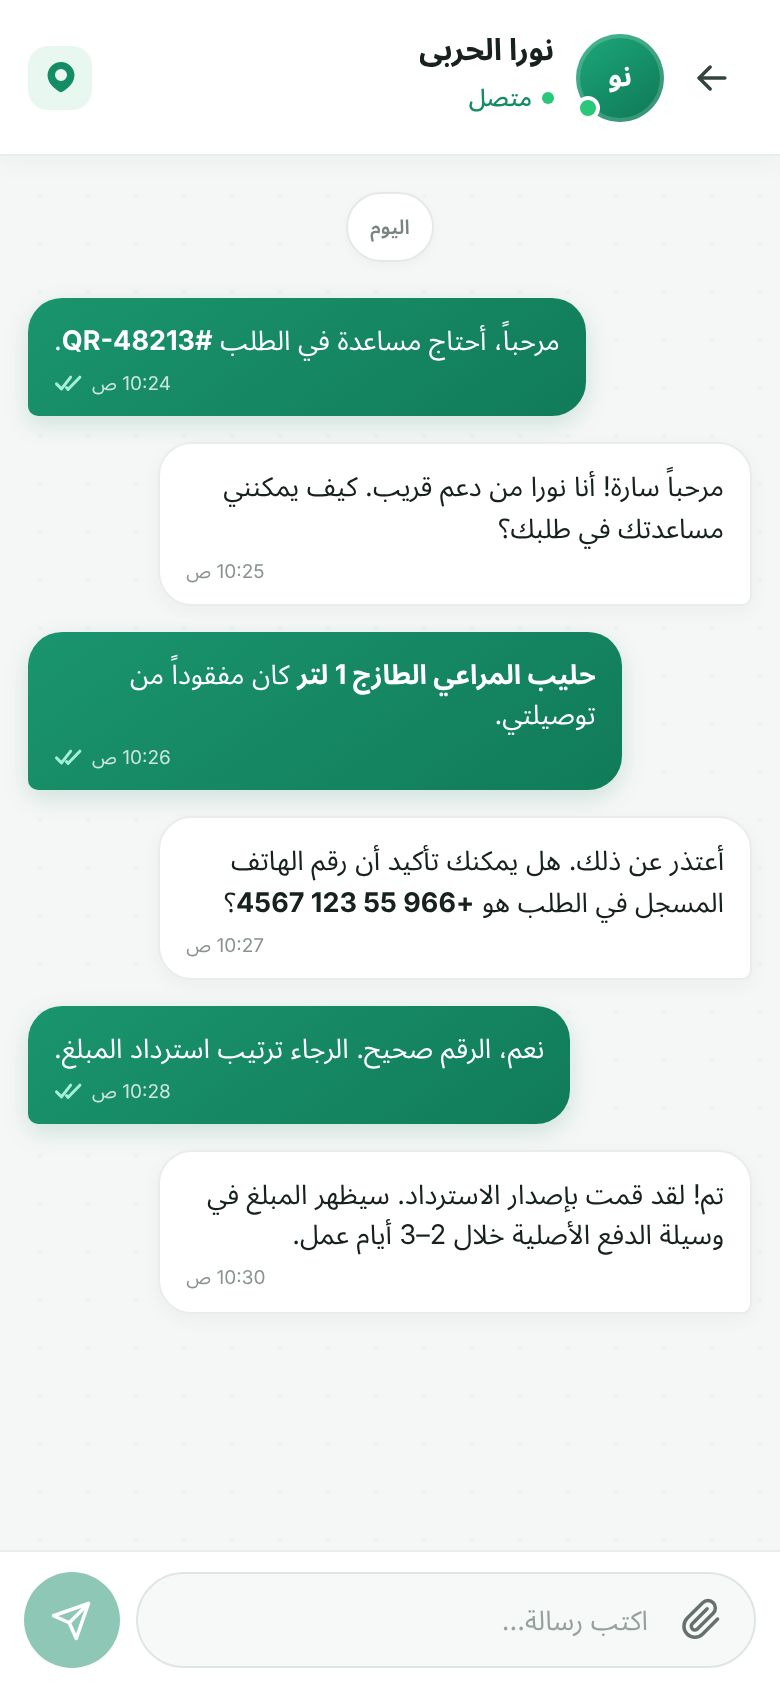 نورا الحربي
متصل
نو
اليوم
مرحباً، أحتاج مساعدة في الطلب #QR-48213.
10:24 ص
مرحباً سارة! أنا نورا من دعم قريب. كيف يمكنني
مساعدتك في طلبك؟
10:25 ص
حليب المراعي الطازج 1 لتر كان مفقوداً من
توصيلتي.
10:26 ص
أعتذر عن ذلك. هل يمكنك تأكيد أن رقم الهاتف
المسجل في الطلب هو +966 55 123 4567؟
10:27 ص
نعم، الرقم صحيح. الرجاء ترتيب استرداد المبلغ.
10:28 ص
تم! لقد قمت بإصدار الاسترداد. سيظهر المبلغ في
وسيلة الدفع الأصلية خلال 2–3 أيام عمل.
10:30 ص
اكتب رسالة...